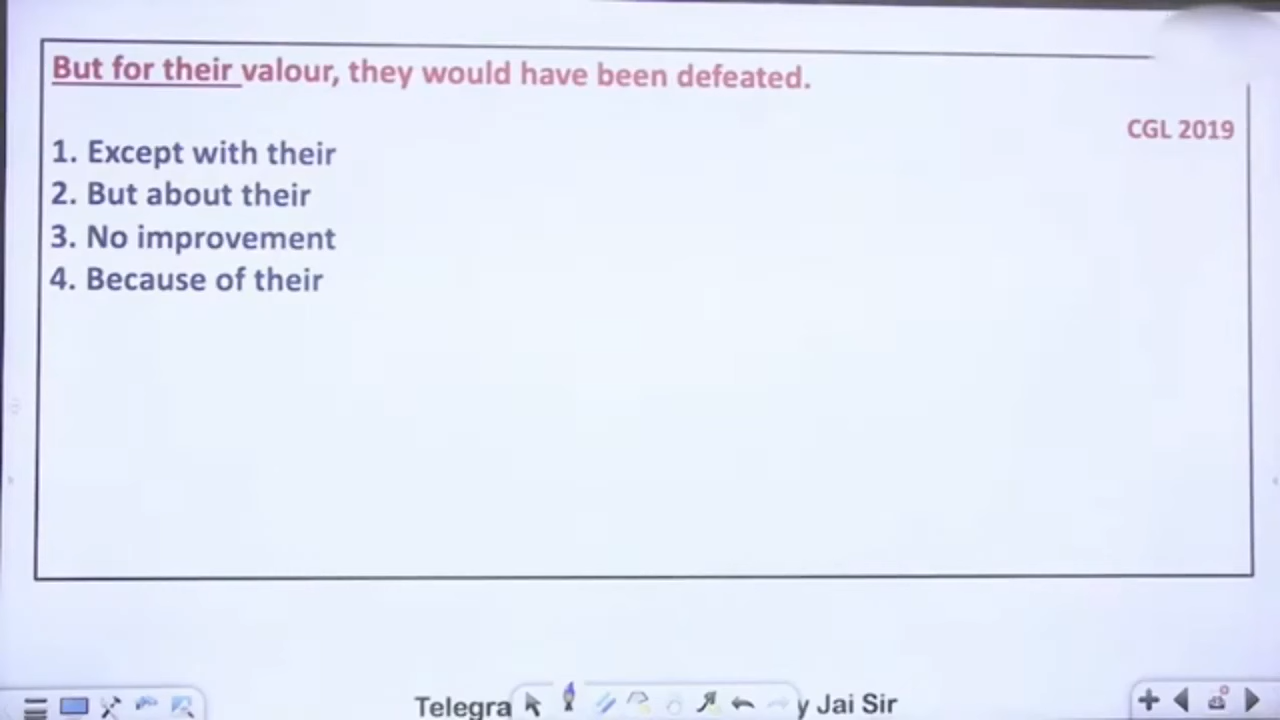 But for their valour, they would have been defeated.
CGL 2019
1. Except with their
2. But about their
3. No improvement
4. Because of their
Telegra y Jai Sir